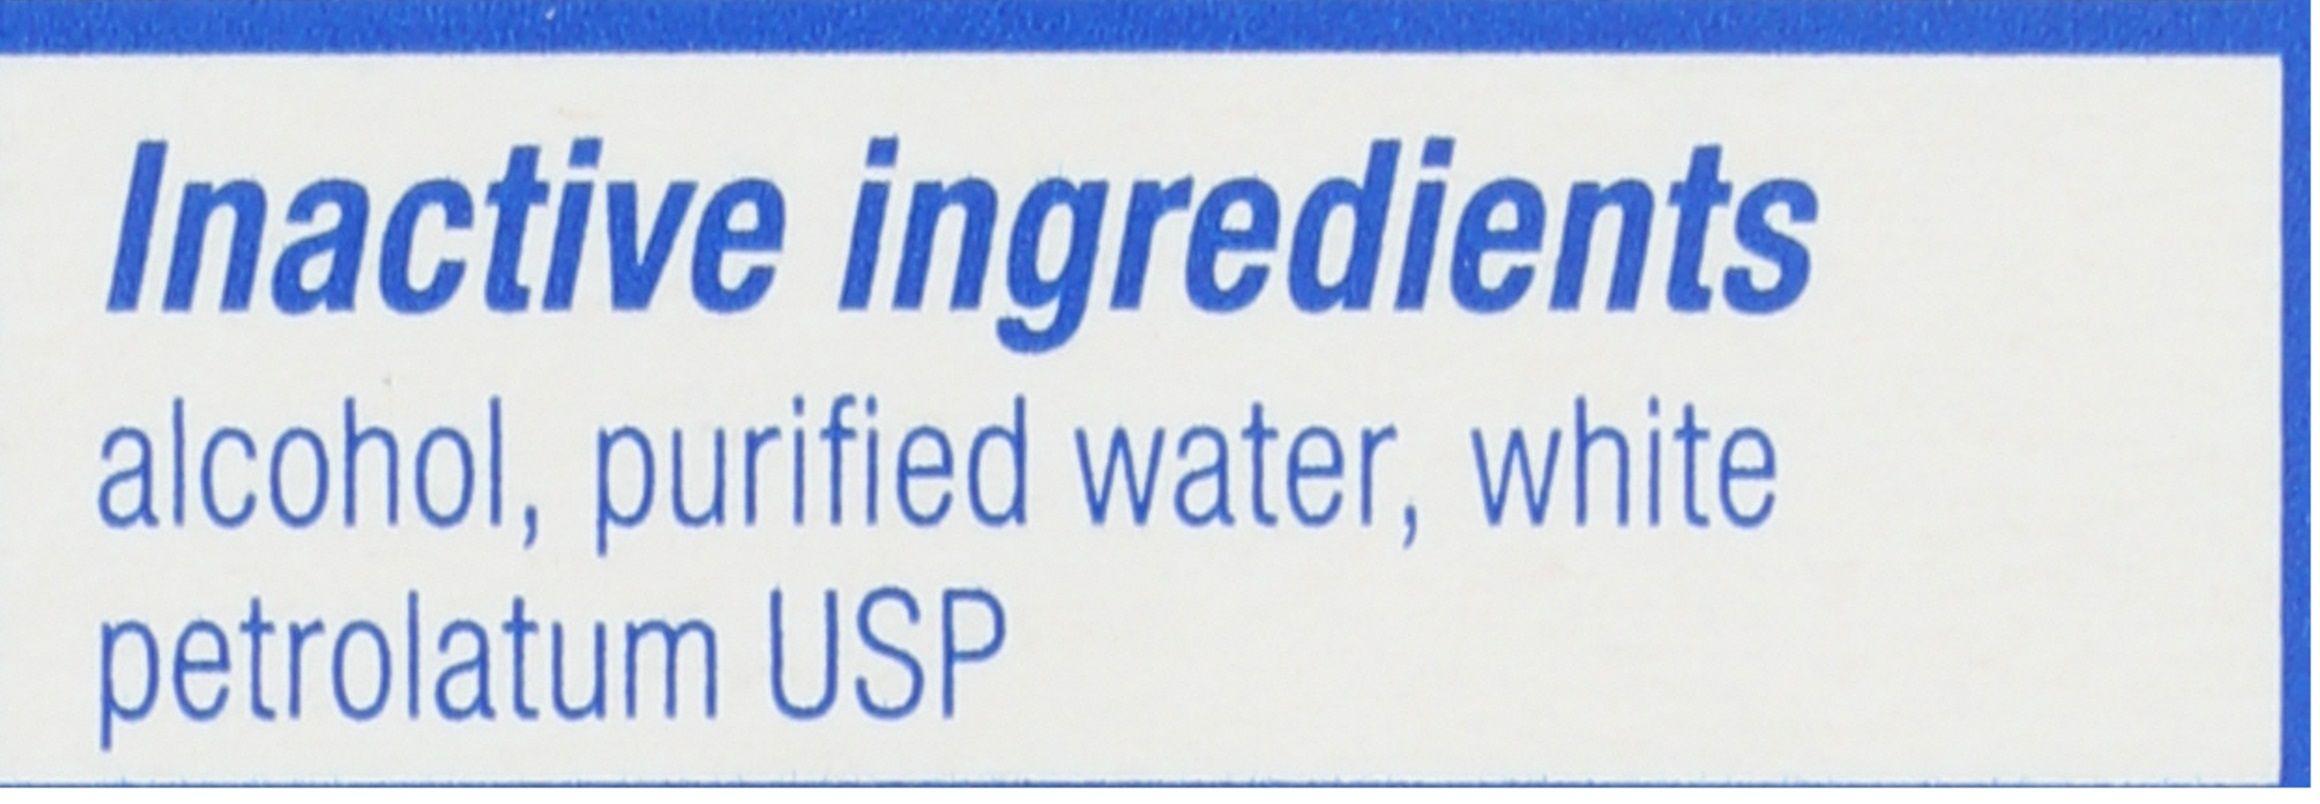 Inactive ingredients
alcohol, purified water, white
petrolatum USP